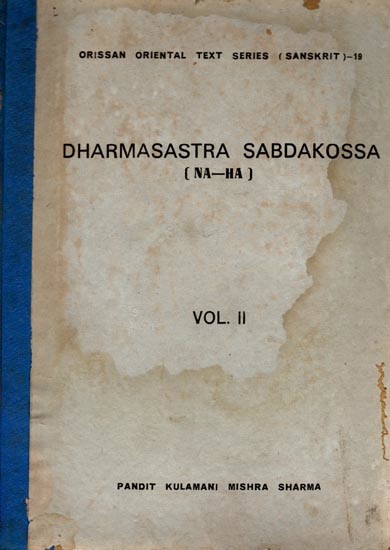 ORISSAN ORIENTAL TEXT SERIES (SANSKRIT)-19
DHARMASASTRA SABDAKOSSA
(NA—HA)
VOL. II
PANDIT KULAMANI MISHRA SHARMA